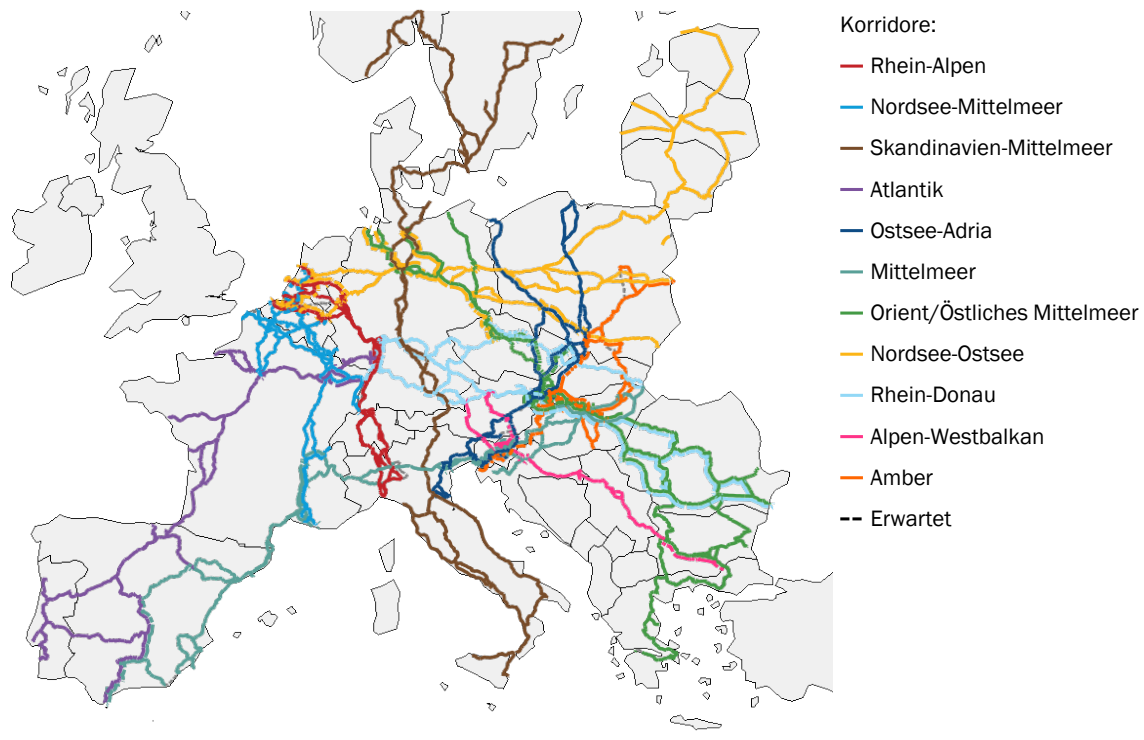 Korridore:
Rhein-Alpen
Nordsee-Mittelmeer
Skandinavien-Mittelmeer
Atlantik
Ostsee-Adria
Mittelmeer
Orient/Östliches Mittelmeer
Nordsee-Ostsee
Rhein-Donau
Alpen-Westbalkan
Amber
Erwartet